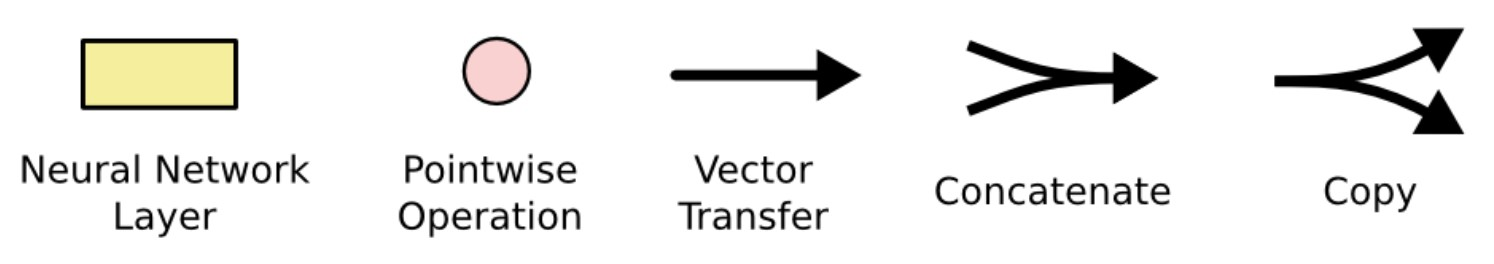 Neural Network
Layer
Pointwise
Operation
Vector
Transfer
Concatenate
Copy